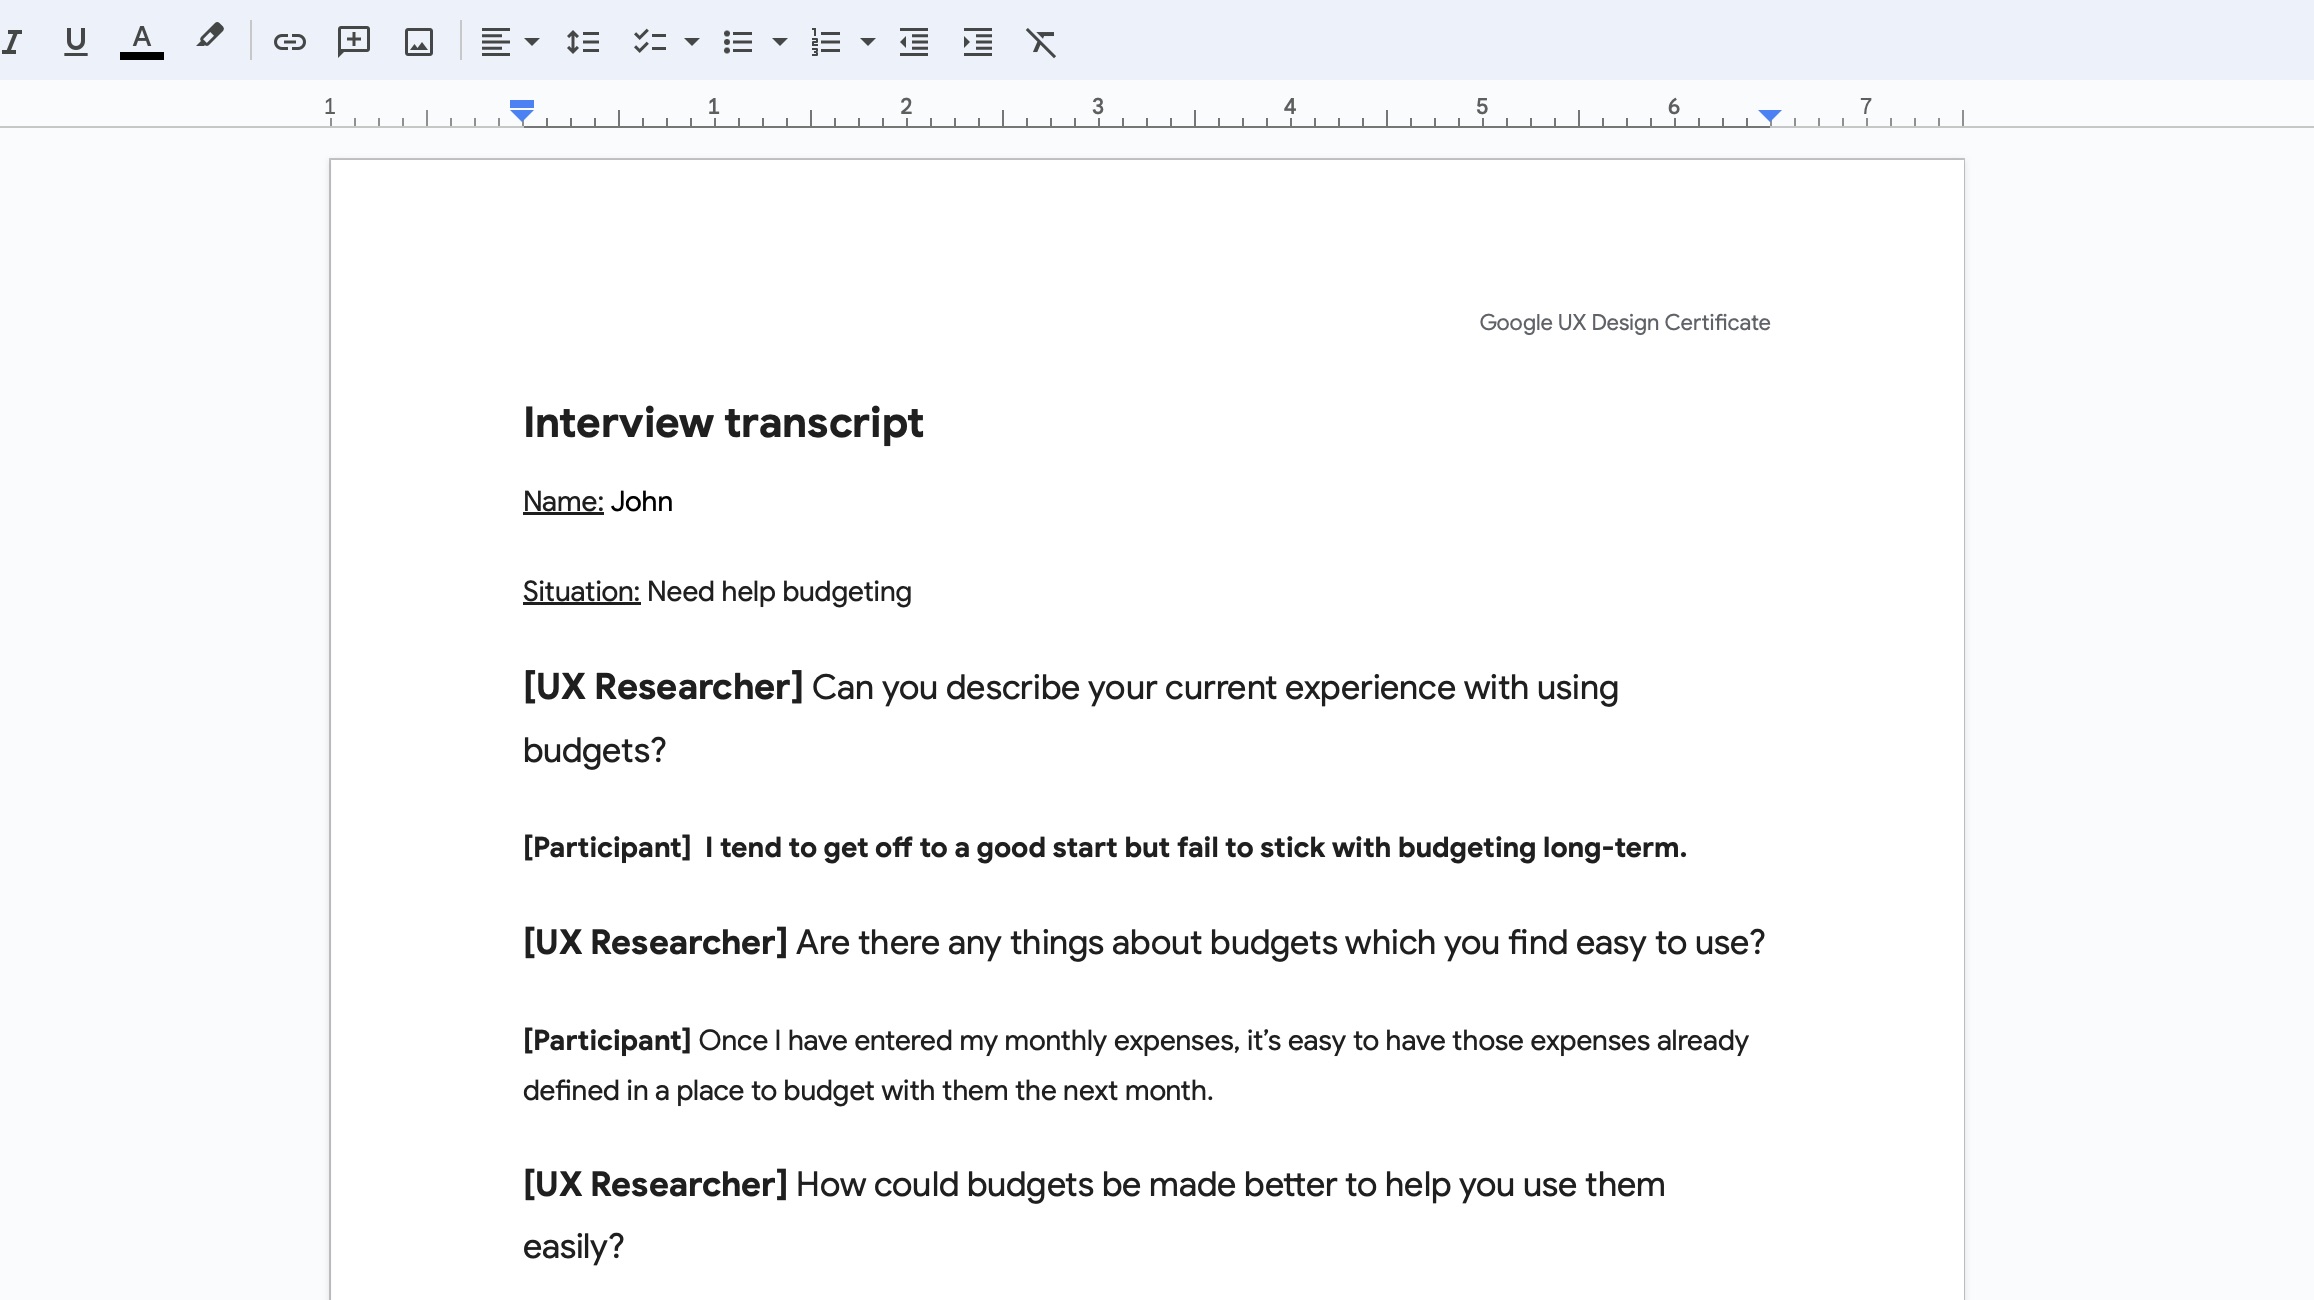 1 1 2 3 4 5 6 7
Google UX Design Certificate
Interview transcript
Name: John
Situation: Need help budgeting
[UX Researcher] Can you describe your current experience with using
budgets?
[Participant]  I tend to get off to a good start but fail to stick with budgeting long-term.
[UX Researcher] Are there any things about budgets which you find easy to use?
[Participant] Once I have entered my monthly expenses, it’s easy to have those expenses already
defined in a place to budget with them the next month.
[UX Researcher] How could budgets be made better to help you use them
easily?